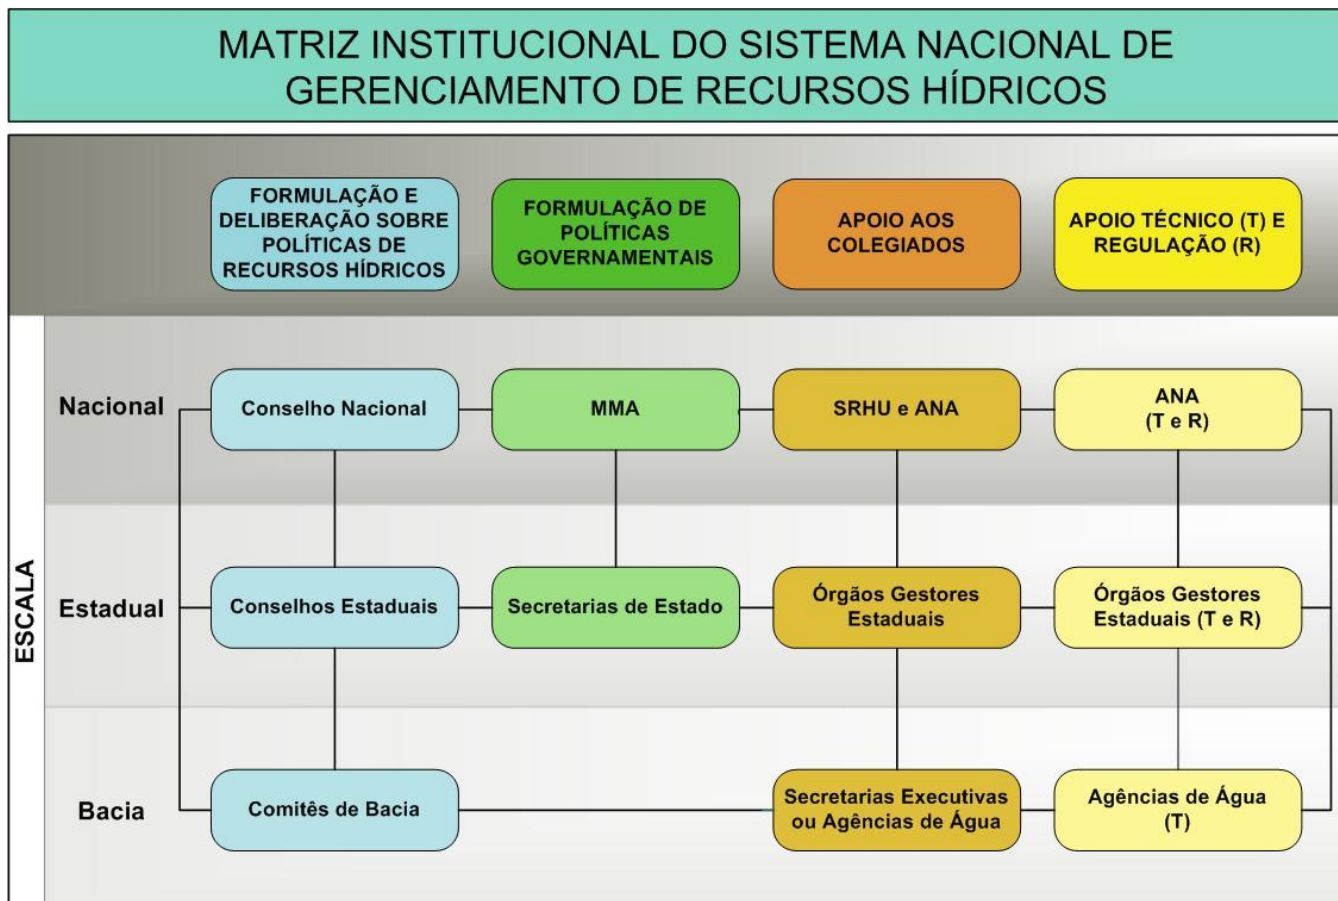 MATRIZ INSTITUCIONAL DO SISTEMA NACIONAL DE
GERENCIAMENTO DE RECURSOS HÍDRICOS
FORMULAÇÃO E
DELIBERAÇÃO SOBRE
POLÍTICAS DE
RECURSOS HÍDRICOS
FORMULAÇÃO DE
POLÍTICAS
GOVERNAMENTAIS
APOIO AOS
COLEGIADOS
APOIO TÉCNICO (T) E
REGULAÇÃO (R)
ESCALA
Nacional
Conselho Nacional
MMA
SRHU e ANA
ANA
(T e R)
Estadual
Conselhos Estaduais
Secretarias de Estado
Órgãos Gestores
Estaduais
Órgãos Gestores
Estaduais (T e R)
Bacia
Comitês de Bacia
Secretarias Executivas
ou Agências de Água
Agências de Água
(T)